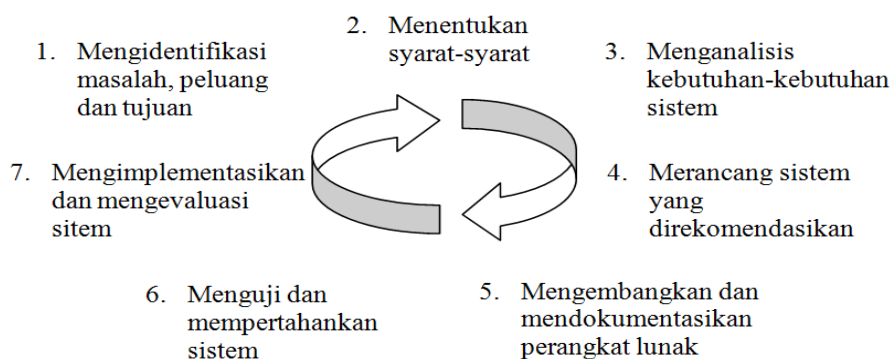 1. Mengidentifikasi
masalah, peluang
dan tujuan
2. Menentukan
syarat-syarat
3. Menganalisis
kebutuhan-kebutuhan
sistem
4. Merancang sistem
yang
direkomendasikan
5. Mengembangkan dan
mendokumentasikan
perangkat lunak
6. Menguji dan
mempertahankan
sistem
7. Mengimplementasikan
dan mengevaluasi
sitem